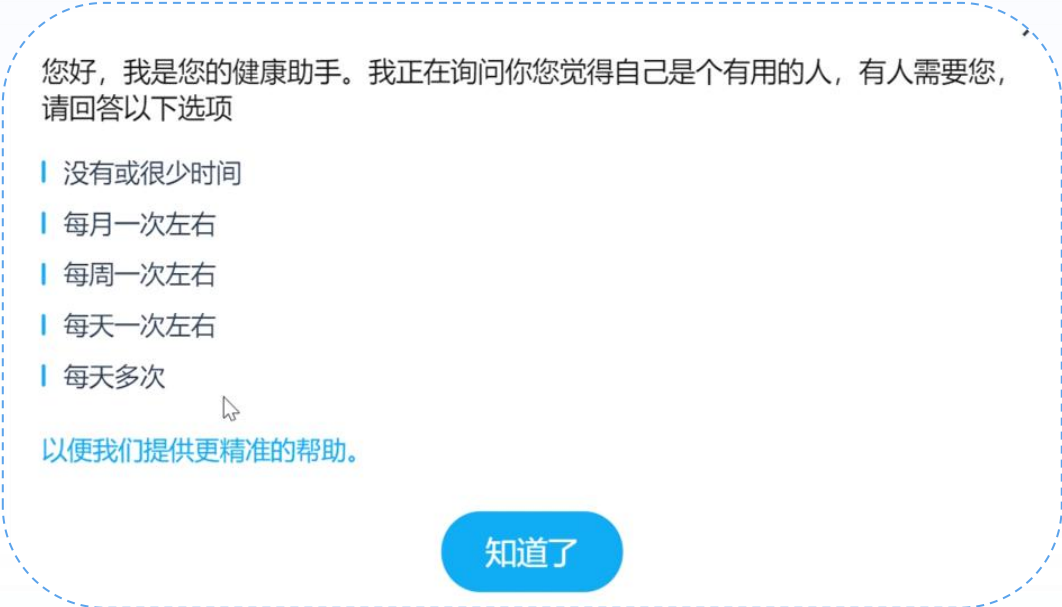 您好，我是您的健康助手。我正在询问你您觉得自己是个有用的人，有人需要您，
请回答以下选项
没有或很少时间
每月一次左右
每周一次左右
每天一次左右
每天多次
以便我们提供更精准的帮助。
知道了